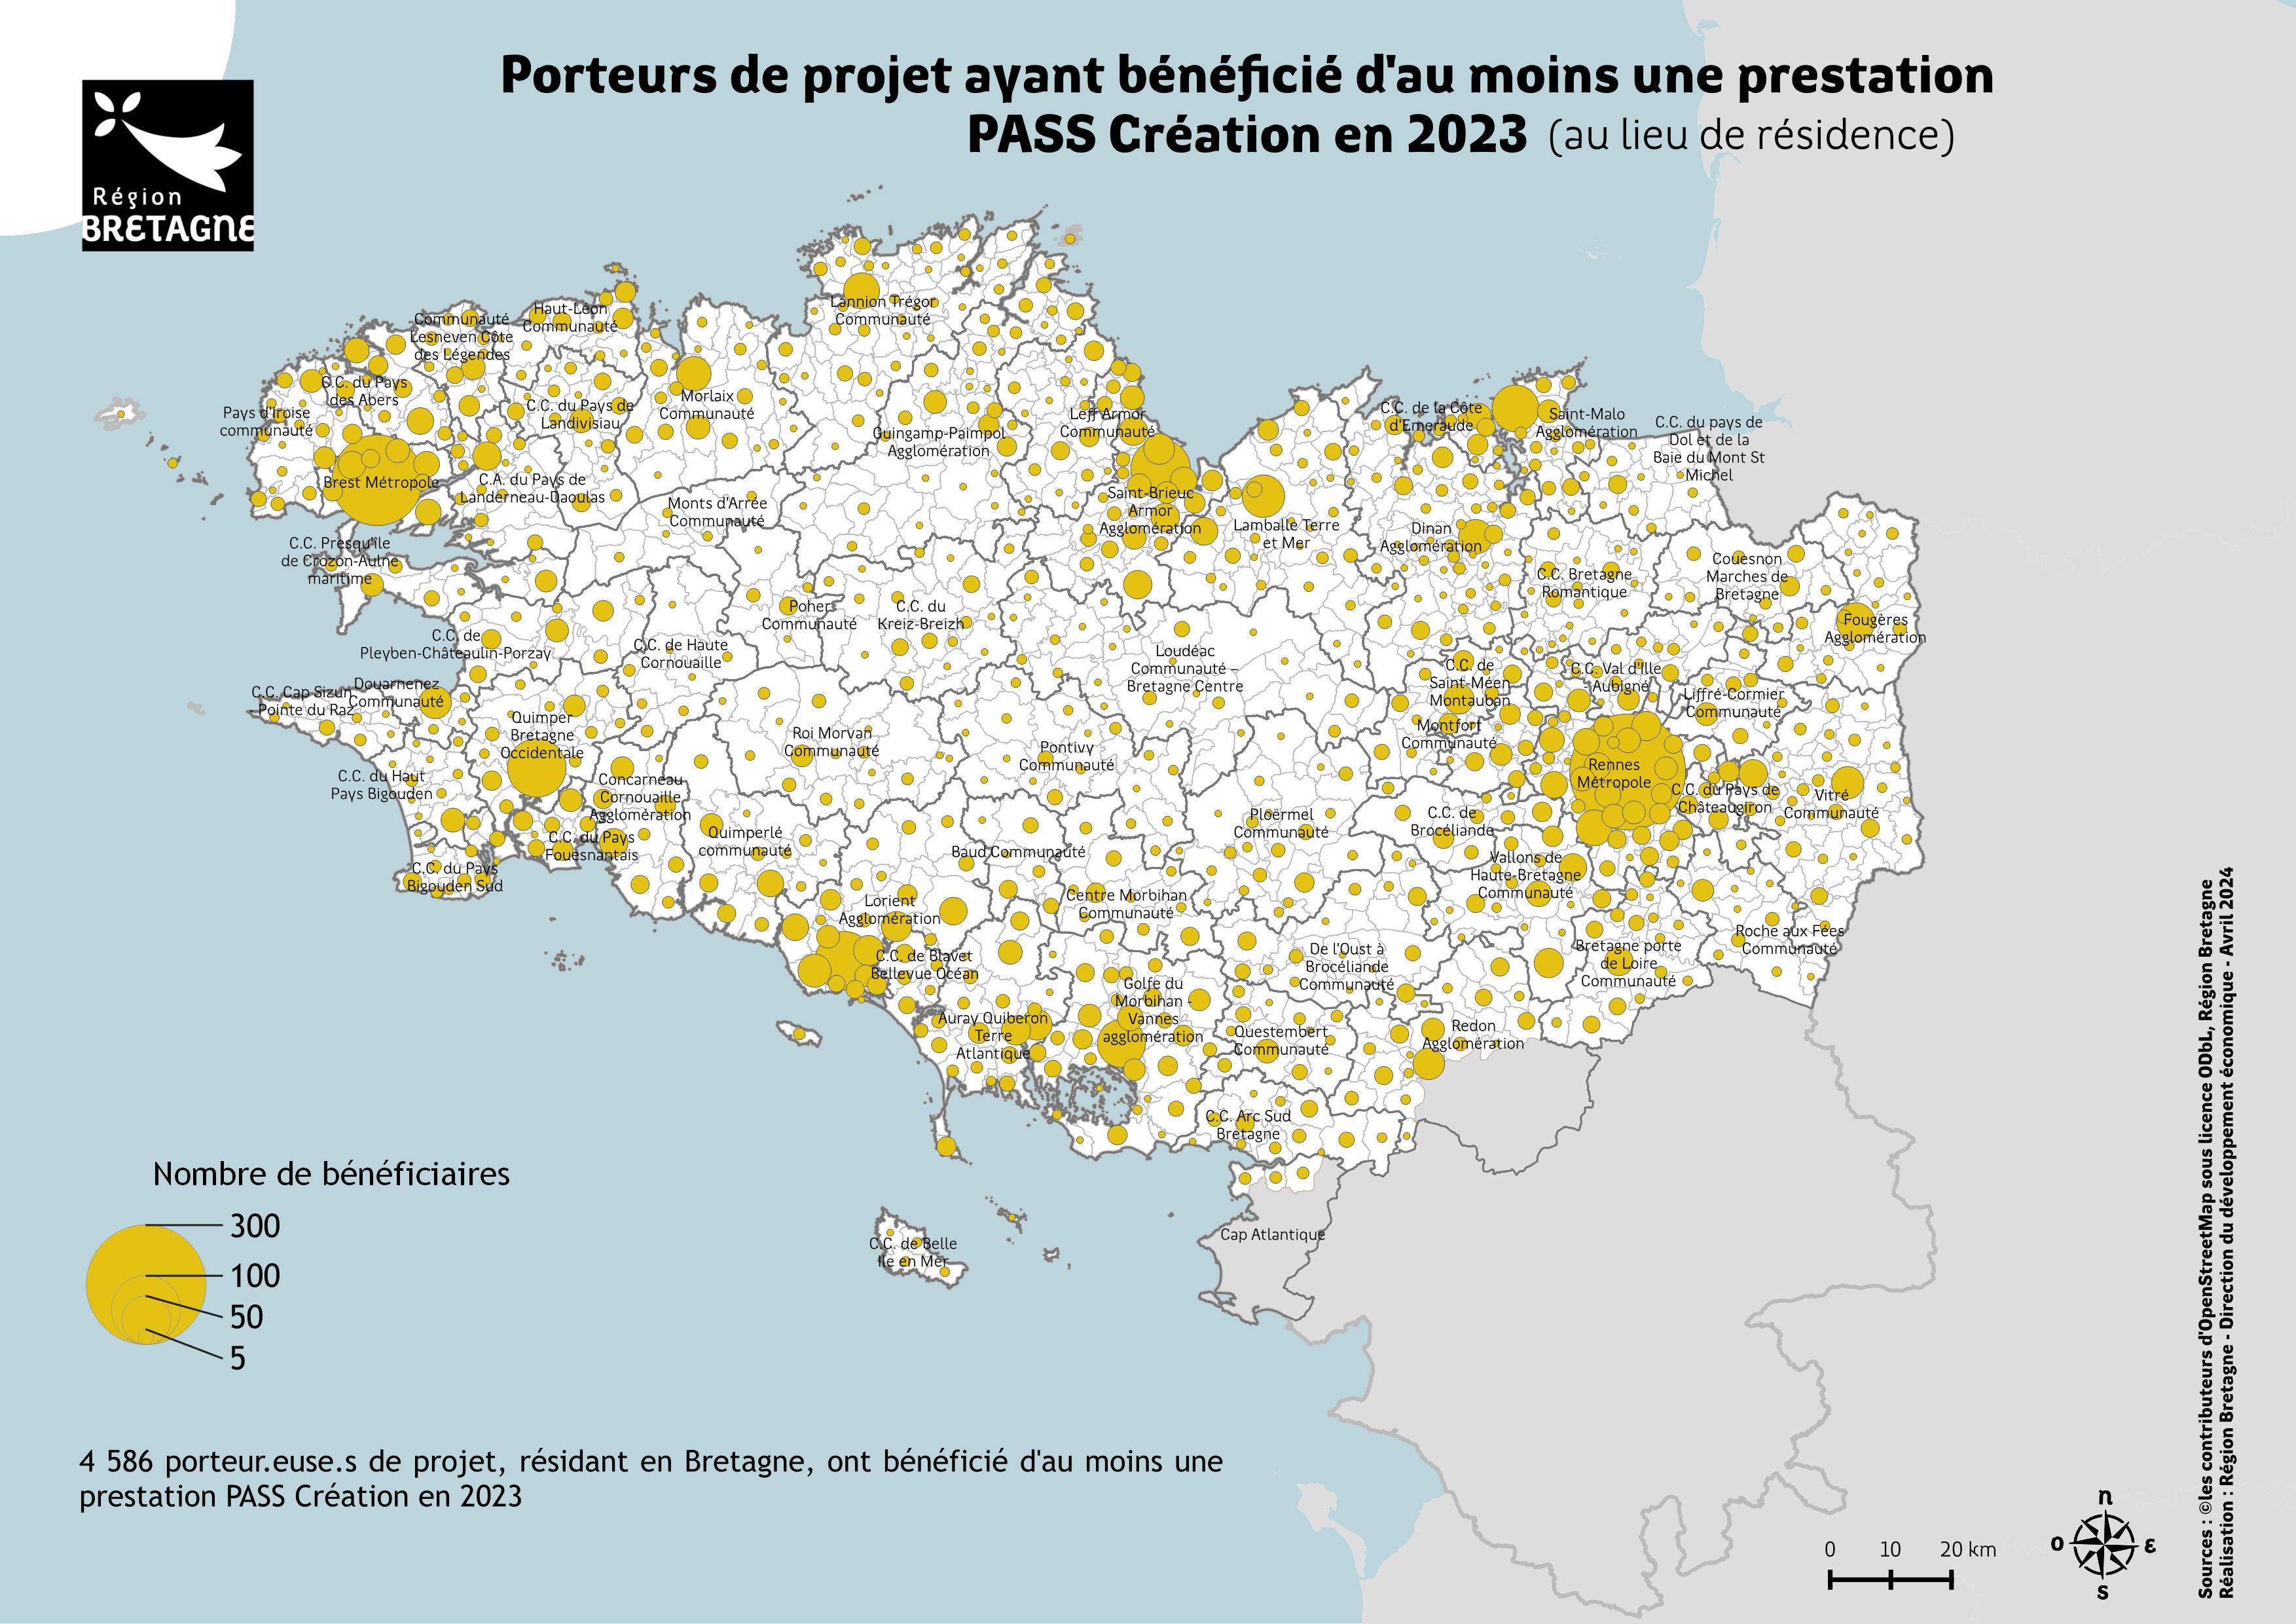 Porteurs de projet ayant bénéficié d'au moins une prestation
PASS Création en 2023 (au lieu de résidence)
Région
BRETAGNE
Lannion Trégor
Communauté
Haut-Léon
Communauté
Communauté
Lesneven Côte
des Légendes
C.C. du Pays
des Abers
Pays d'Iroise
communauté
C.C. du Pays de
Landivisiau
Morlaix
Communauté
Guingamp-Paimpol
Agglomération
Leff Armor
Communauté
C.C. de la Côte
d'Emeraude
Saint-Malo
Agglomération
C.C. du pays de
Dol et de la
Baie du Mont St
Michel
Brest Métropole
C.A. du Pays de
Landerneau-Daoulas
Monts d'Arrée
Communauté
Saint-Brieuc
Armor
Agglomération
Lamballe Terre
et Mer
Dinan
Agglomération
C.C. Presqu'île
de Crozon-Aulne
maritime
C.C. Bretagne
Romantique
Couesnon
Marches de
Bretagne
Fougères
Agglomération
Poher
Communauté
C.C. du
Kreiz-Breizh
C.C. de
Pleyben-Châteaulin-Porzay
C.C. de Haute
Cornouaille
Loudéac
Communauté –
Bretagne Centre
C.C. de
Saint-Méen
Montauban
C.C. Val d'Ille
Aubigné
Liffré-Cormier
Communauté
C.C. Cap Sizun
Pointe du Raz
Douarnenez
Communauté
Quimper
Bretagne
Occidentale
Roi Morvan
Communauté
Pontivy
Communauté
Montfort
Communauté
Rennes
Métropole
C.C. du Pays de
Châteaugiron
Vitré
Communauté
C.C. du Haut
Pays Bigouden
Concarneau
Cornouaille
Agglomération
C.C. du Pays
Fouesnantais
Quimperlé
communauté
Baud Communauté
Ploërmel
Communauté
C.C. de
Brocéliande
Vallons de
Haute-Bretagne
Communauté
C.C. du Pays
Bigouden Sud
Lorient
Agglomération
Centre Morbihan
Communauté
C.C. de Blavet
Bellevue Océan
De l'Oust à
Brocéliande
Communauté
Bretagne porte
de Loire
Communauté
Roche aux Fées
Communauté
Golfe du
Morbihan -
Vannes
agglomération
Auray Quiberon
Terre
Atlantique
Questembert
Communauté
Redon
Agglomération
C.C. Arc Sud
Bretagne
Cap Atlantique
C.C. de Belle
Ile en Mer
Nombre de bénéficiaires
300
100
50
5
4 586 porteur.euse.s de projet, résidant en Bretagne, ont bénéficié d'au moins une
prestation PASS Création en 2023
0 10 20 km
n
o ε
s
Sources : ©les contributeurs d'OpenStreetMap sous licence ODbL, Région Bretagne
Réalisation : Région Bretagne - Direction du développement économique - Avril 2024